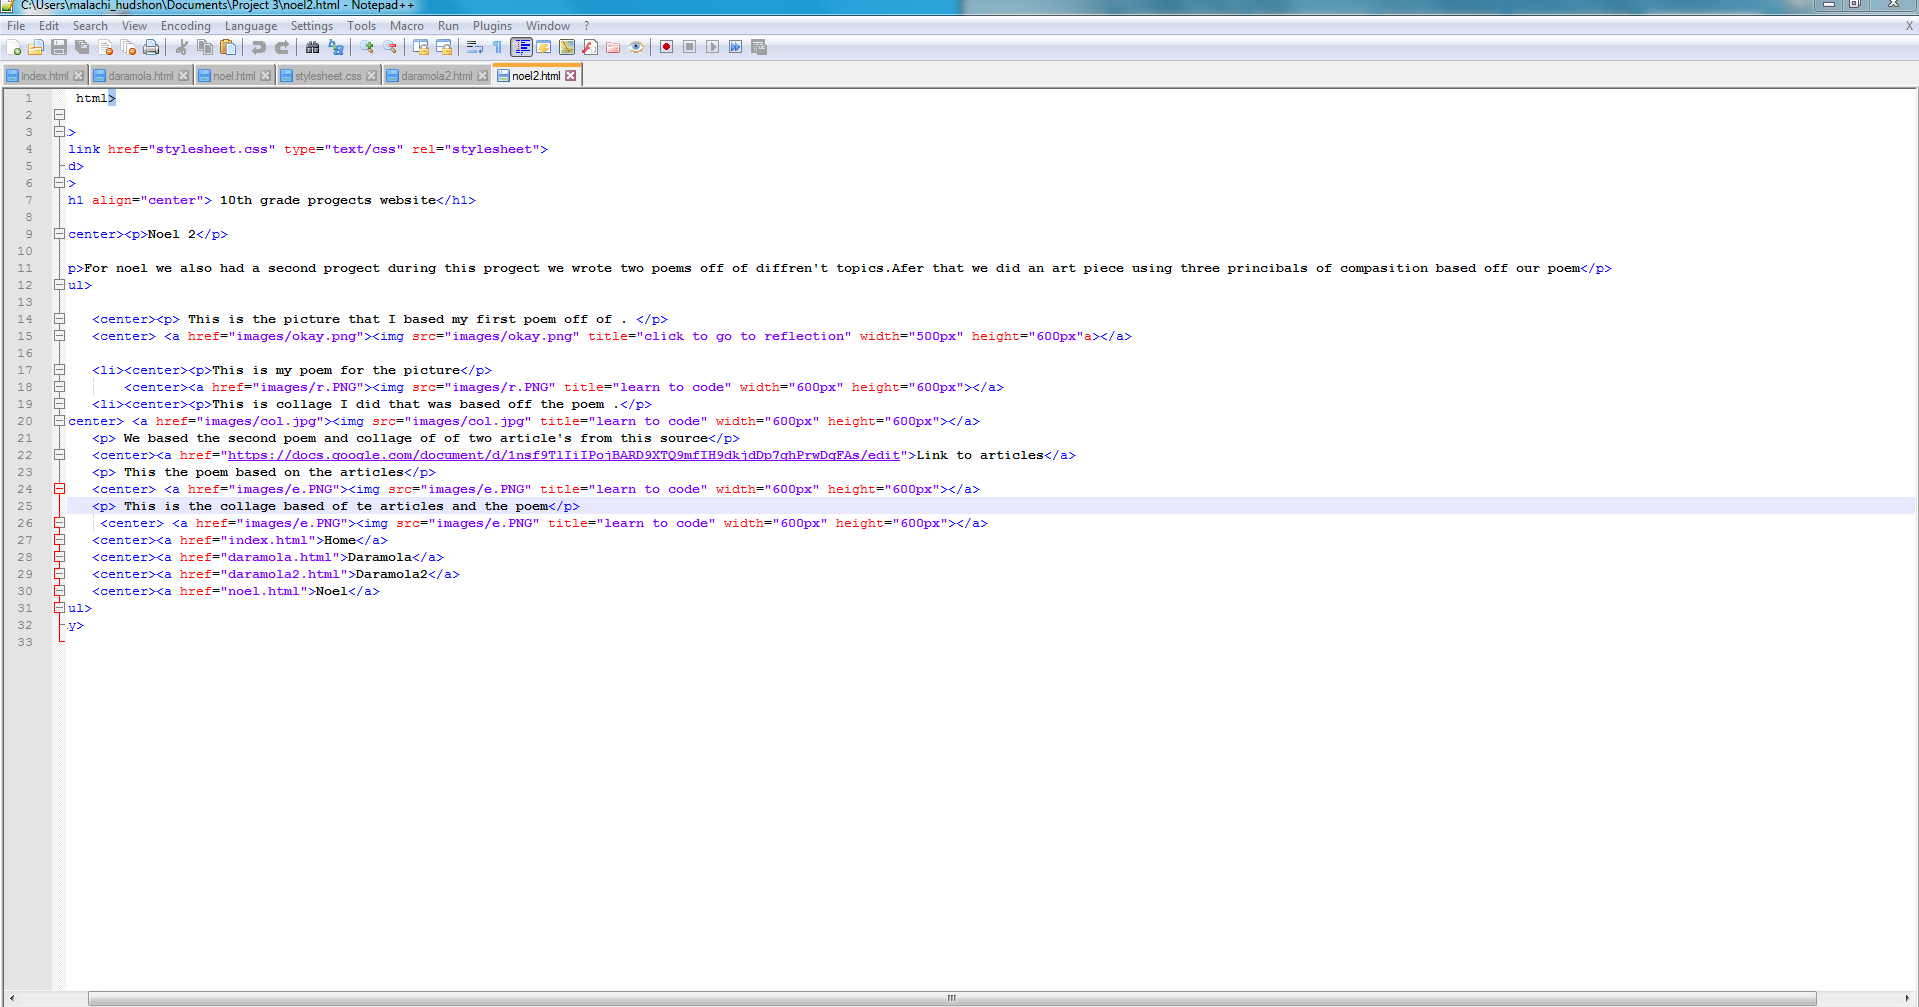 C:\Users\malachi_hudshon\Documents\Project 3\noel2.html - Notepad++
File Edit Search View Encoding Language Settings Tools Macro Run Plugins Window ? X
index.html daramola.html noel.html stylesheet.css daramola2.html noel2.html
1 html>
2
3 >
4 link href="stylesheet.css" type="text/css" rel="stylesheet">
5 d>
6 >
7 h1 align="center"> 10th grade progects website</h1>
8
9 center><p>Noel 2</p>
10
11 p>For noel we also had a second progect during this progect we wrote two poems off of diffren't topics.Afer that we did an art piece using three principals of compasition based off our poem</p>
12 ul>
13
14 <center><p> This is the picture that I based my first poem off of . </p>
15 <center> <a href="images/okay.png"><img src="images/okay.png" title="click to go to reflection" width="500px" height="600px"a></a>
16
17 <li><center><p>This is my poem for the picture</p>
18 <center><a href="images/r.PNG"><img src="images/r.PNG" title="learn to code" width="600px" height="600px"></a>
19 <li><center><p>This is collage I did that was based off the poem .</p>
20 center> <a href="images/col.jpg"><img src="images/col.jpg" title="learn to code" width="600px" height="600px"></a>
21 <p> We based the second poem and collage of of two article's from this source</p>
22 <center><a href="https://docs.google.com/document/d/1nsf9TlIiIPojBARD9XTQ9mfIH9dkjdDp7ghPrwDgFAs/edit">Link to articles</a>
23 <p> This the poem based on the articles</p>
24 <center> <a href="images/e.PNG"><img src="images/e.PNG" title="learn to code" width="600px" height="600px"></a>
25 <p> This is the collage based of te articles and the poem</p>
26 <center> <a href="images/e.PNG"><img src="images/e.PNG" title="learn to code" width="600px" height="600px"></a>
27 <center><a href="index.html">Home</a>
28 <center><a href="daramola.html">Daramola</a>
29 <center><a href="daramola2.html">Daramola2</a>
30 <center><a href="noel.html">Noel</a>
31 ul>
32 y>
33